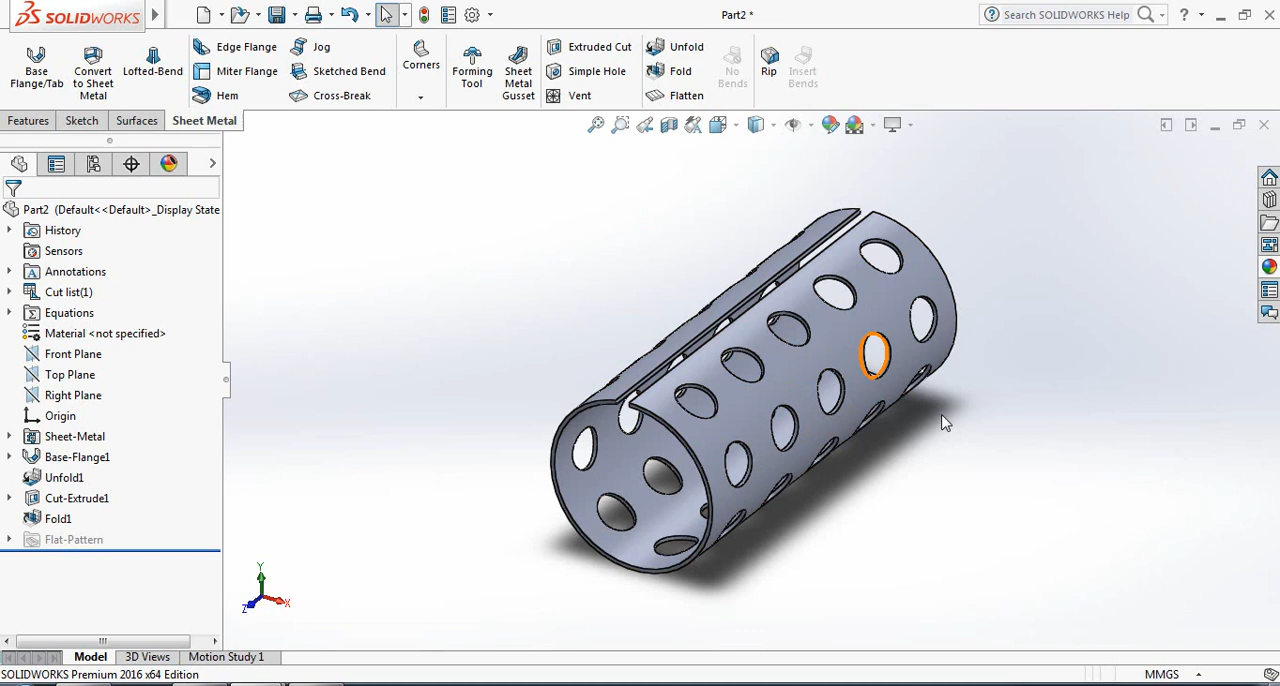 SOLIDWORKS
Part2 *
Search SOLIDWORKS Help
?
Base Flange/Tab
Convert to Sheet Metal
Lofted-Bend
Edge Flange
Miter Flange
Hem
Jog
Sketched Bend
Cross-Break
Corners
Forming Tool
Sheet Metal Gusset
Extruded Cut
Simple Hole
Vent
Unfold
Fold
Flatten
No Bends
Rip
Insert Bends
Features
Sketch
Surfaces
Sheet Metal
Part2 (Default<<Default>_Display State
History
Sensors
Annotations
Cut list(1)
Equations
Material <not specified>
Front Plane
Top Plane
Right Plane
Origin
Sheet-Metal
Base-Flange1
Unfold1
Cut-Extrude1
Fold1
Flat-Pattern
Y
Z
X
Model
3D Views
Motion Study 1
SOLIDWORKS Premium 2016 x64 Edition
MMGS